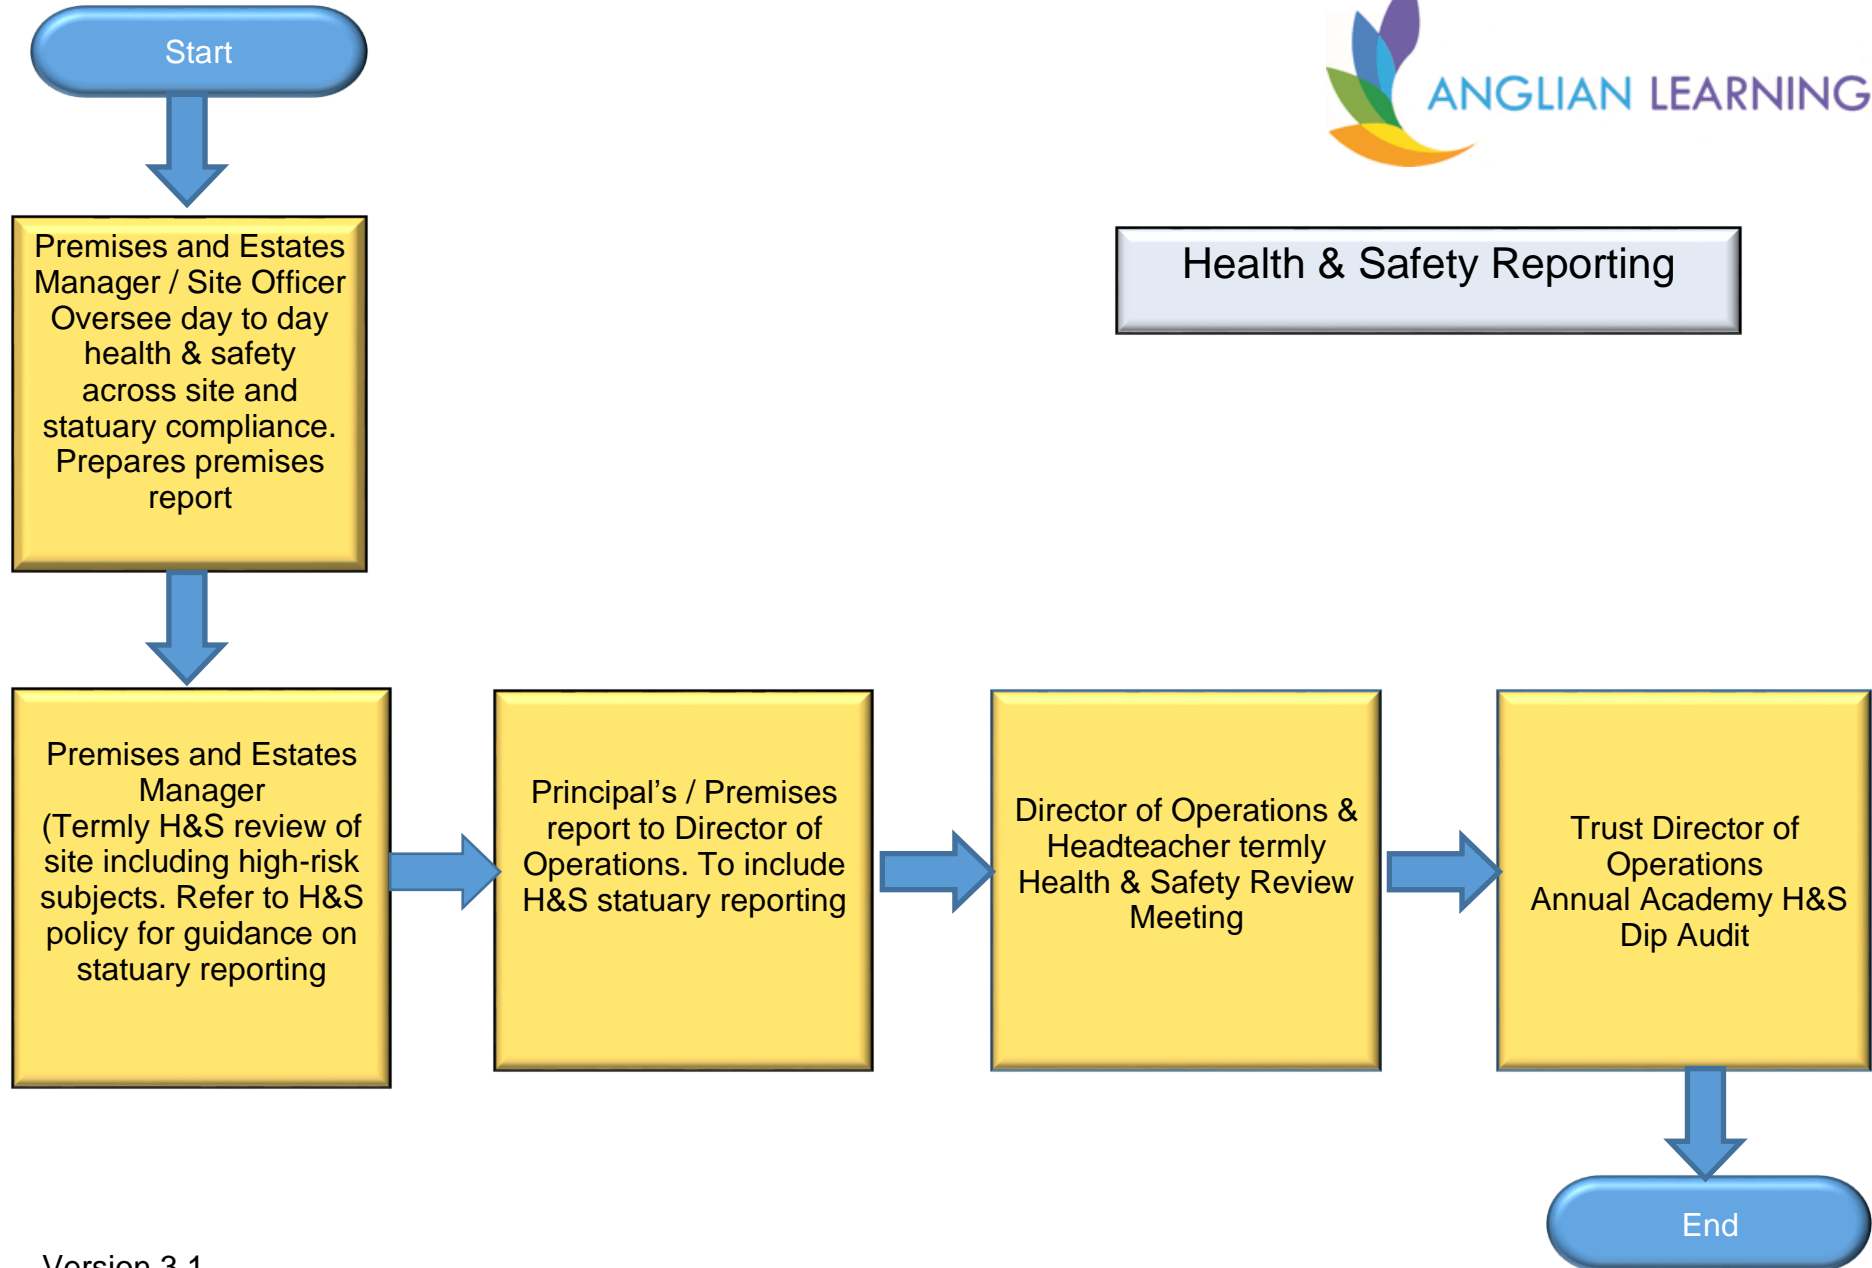 Start
ANGLIAN LEARNING
Health & Safety Reporting
Premises and Estates
Manager / Site Officer
Oversee day to day
health & safety
across site and
statuary compliance.
Prepares premises
report
Premises and Estates
Manager
(Termly H&S review of
site including high-risk
subjects. Refer to H&S
policy for guidance on
statuary reporting
Principal’s / Premises
report to Director of
Operations. To include
H&S statuary reporting
Director of Operations &
Headteacher termly
Health & Safety Review
Meeting
Trust Director of
Operations
Annual Academy H&S
Dip Audit
End
Version 3.1